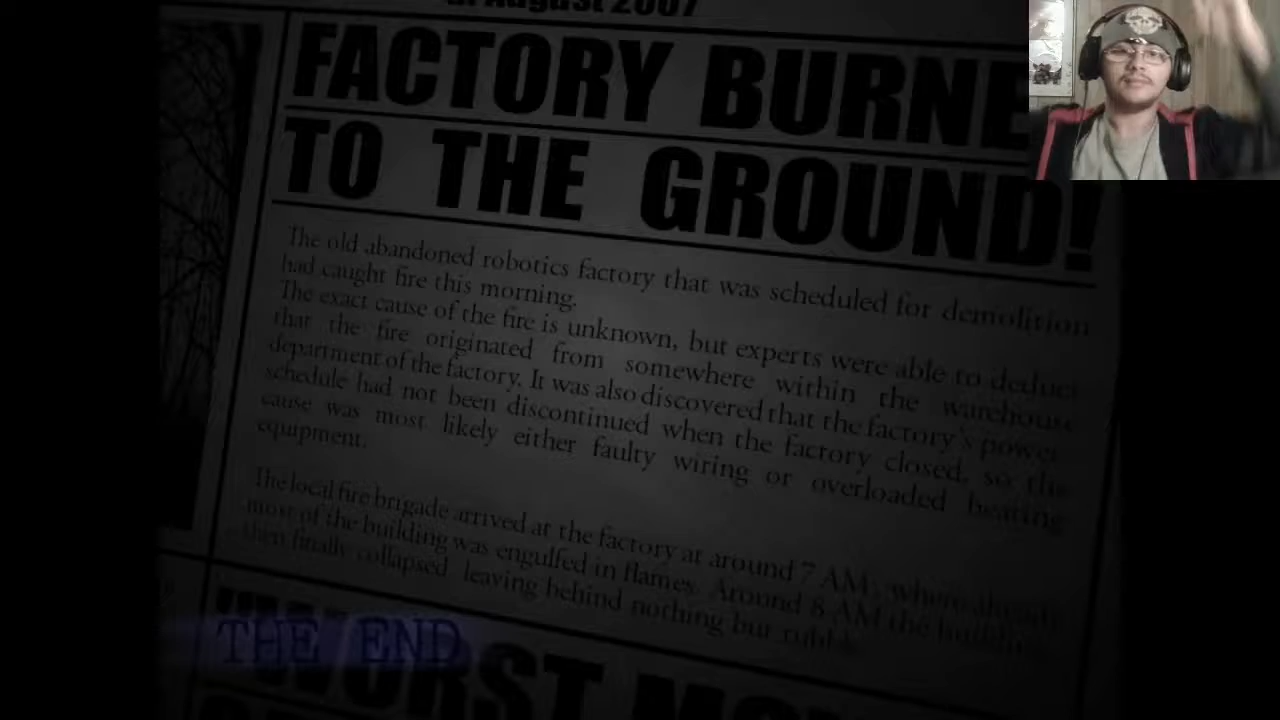 August 2007
FACTORY BURNE
TO THE GROUND!
The old abandoned robotics factory that was scheduled for demolition
had caught fire this morning.
The exact cause of the fire is unknown, but experts were able to deduct
that the fire originated from somewhere within the warehouse
department of the factory. It was also discovered that the factory's power
schedule had not been discontinued when the factory closed, so the
cause was most likely either faulty wiring or overloaded heating
equipment.
The local fire brigade arrived at the factory at around 7 AM, where already
most of the building was engulfed in flames. Around 8 AM the building
then finally collapsed leaving behind nothing but rubble
THE END
WORST